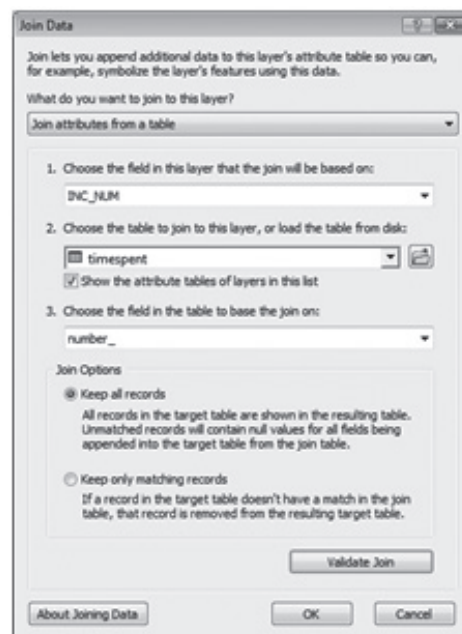 Join Data
Join lets you append additional data to this layer's attribute table so you can,
for example, symbolize the layer's features using this data.
What do you want to join to this layer?
Join attributes from a table
1. Choose the field in this layer that the join will be based on:
INC_NUM
2. Choose the table to join to this layer, or load the table from disk:
timespent
Show the attribute tables of layers in this list
3. Choose the field in the table to base the join on:
number_
Join Options
Keep all records
All records in the target table are shown in the resulting table.
Unmatched records will contain null values for all fields being
appended into the target table from the join table.
Keep only matching records
If a record in the target table doesn't have a match in the join
table, that record is removed from the resulting target table.
Validate Join
About Joining Data
OK
Cancel